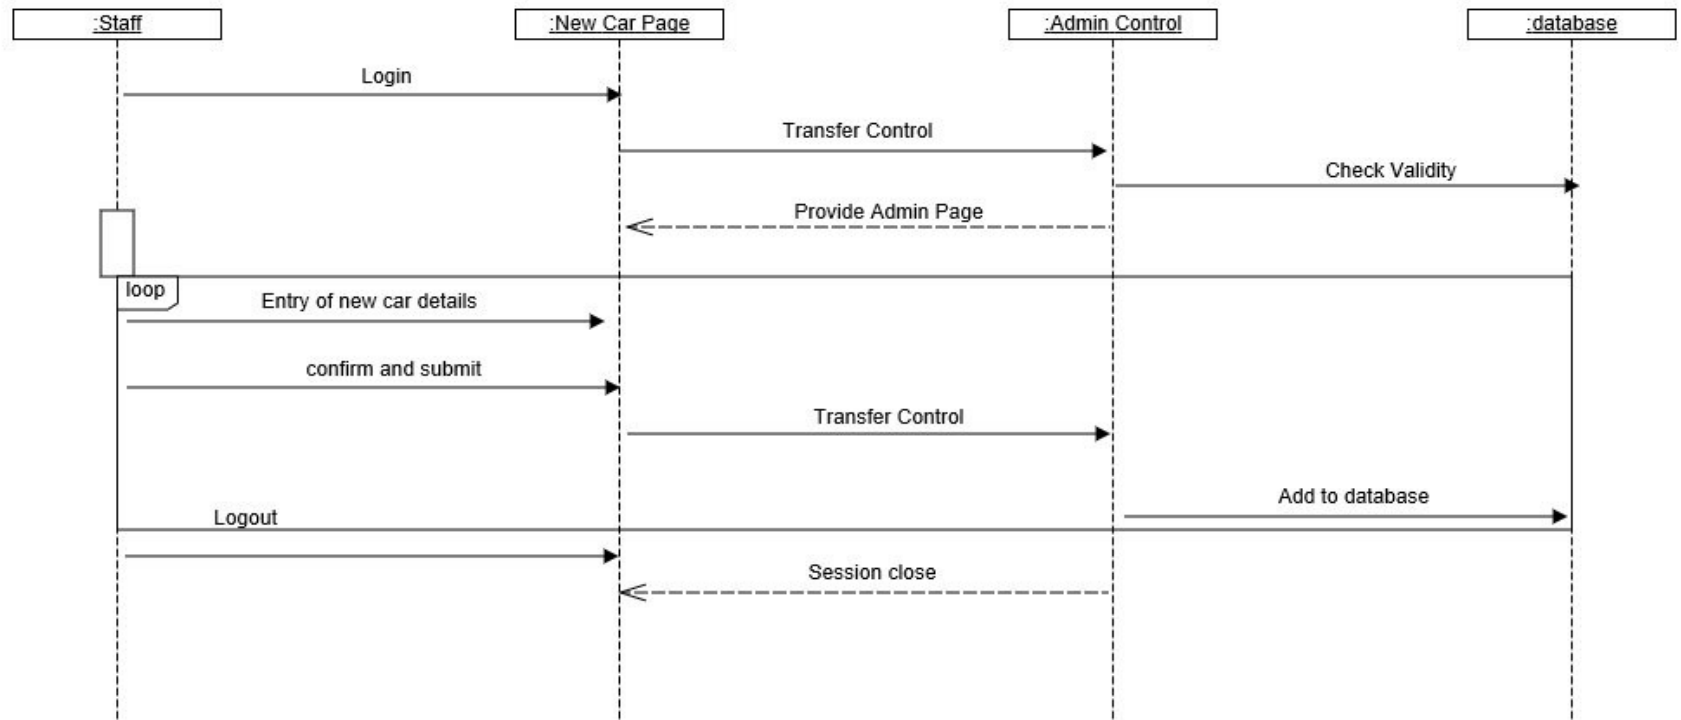 :Staff
:New Car Page
:Admin Control
:database
Login
Transfer Control
Check Validity
Provide Admin Page
loop
Entry of new car details
confirm and submit
Transfer Control
Add to database
Logout
Session close